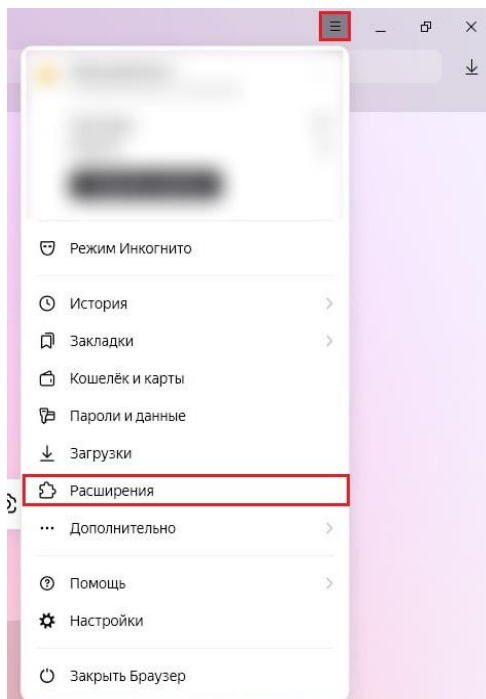 Режим Инкогнито
История
Закладки
Кошелёк и карты
Пароли и данные
Загрузки
Расширения
Дополнительно
Помощь
Настройки
Закрыть Браузер